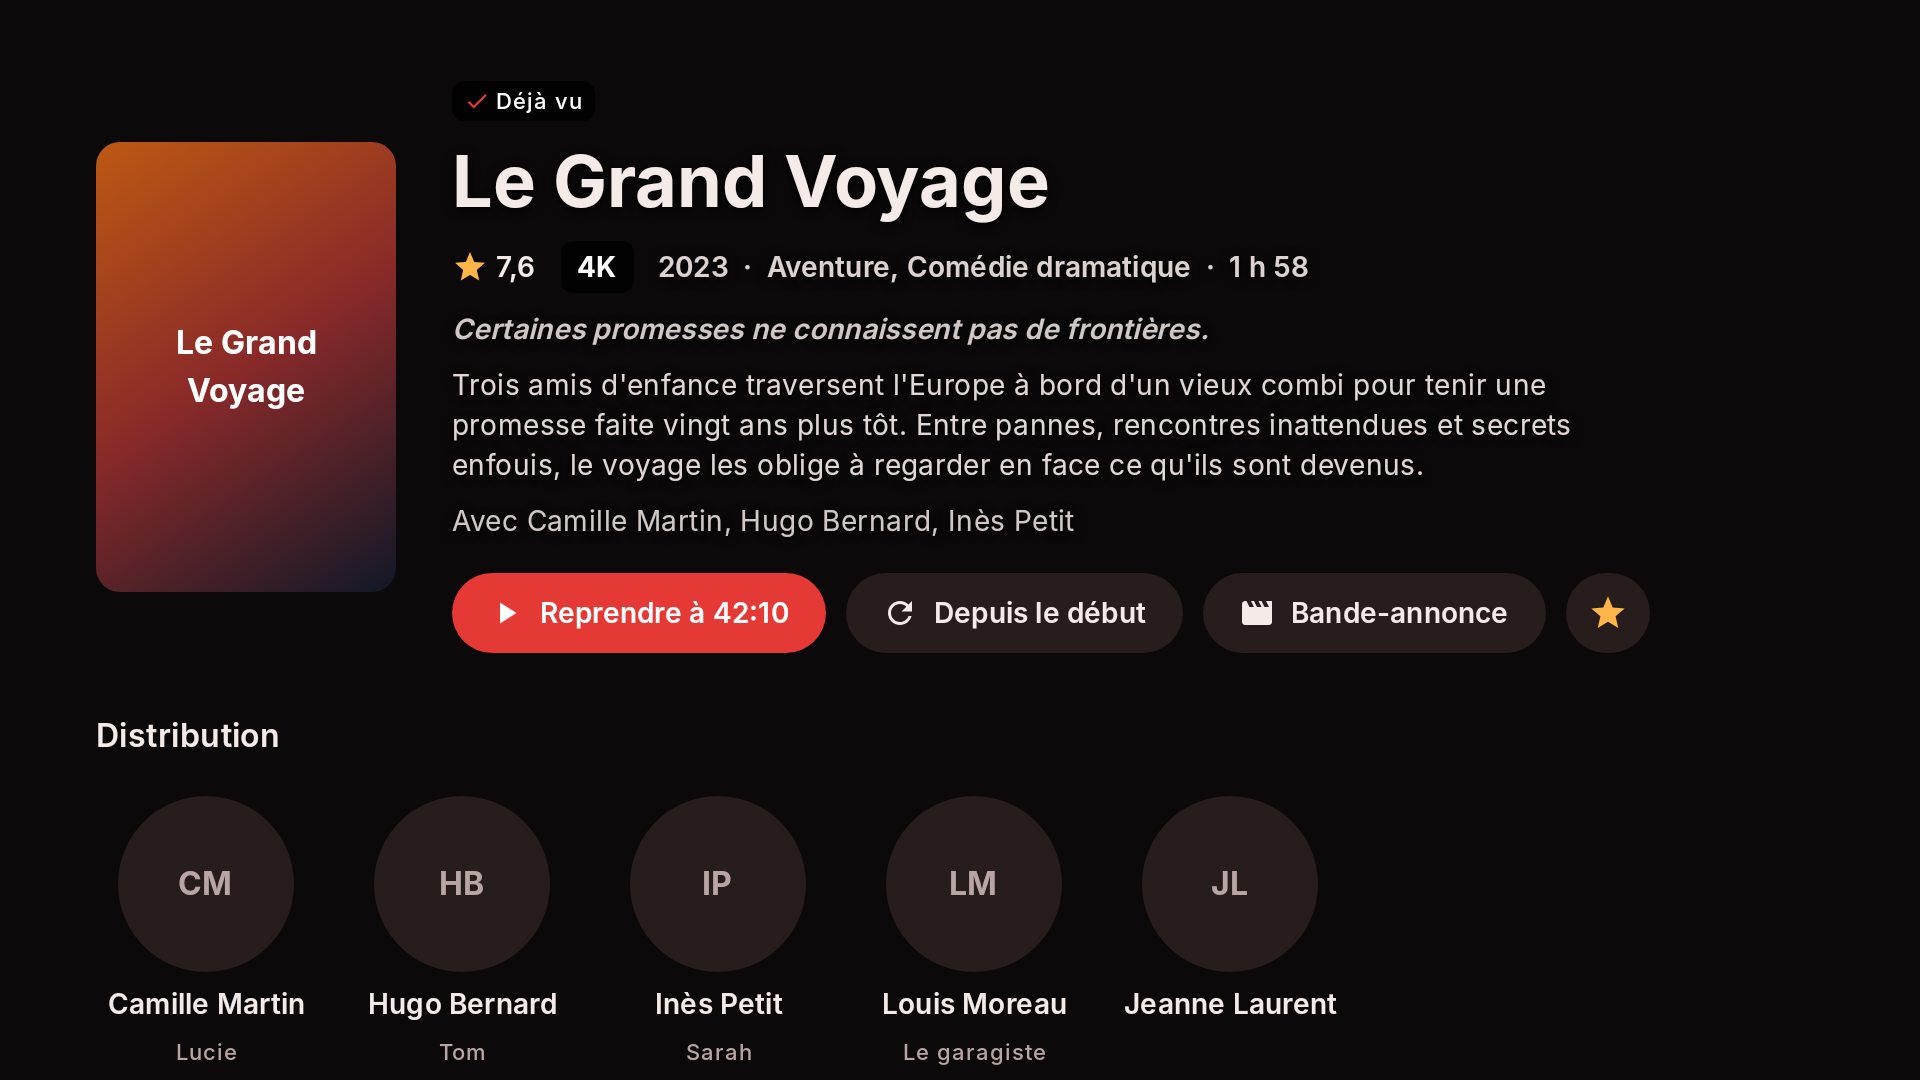 Déjà vu
Le Grand Voyage
Le Grand
Voyage
7,6 4K 2023 · Aventure, Comédie dramatique · 1 h 58
Certaines promesses ne connaissent pas de frontières.
Trois amis d'enfance traversent l'Europe à bord d'un vieux combi pour tenir une
promesse faite vingt ans plus tôt. Entre pannes, rencontres inattendues et secrets
enfouis, le voyage les oblige à regarder en face ce qu'ils sont devenus.
Avec Camille Martin, Hugo Bernard, Inès Petit
Reprendre à 42:10 Depuis le début Bande-annonce
Distribution
CM HB IP LM JL
Camille Martin Hugo Bernard Inès Petit Louis Moreau Jeanne Laurent
Lucie Tom Sarah Le garagiste